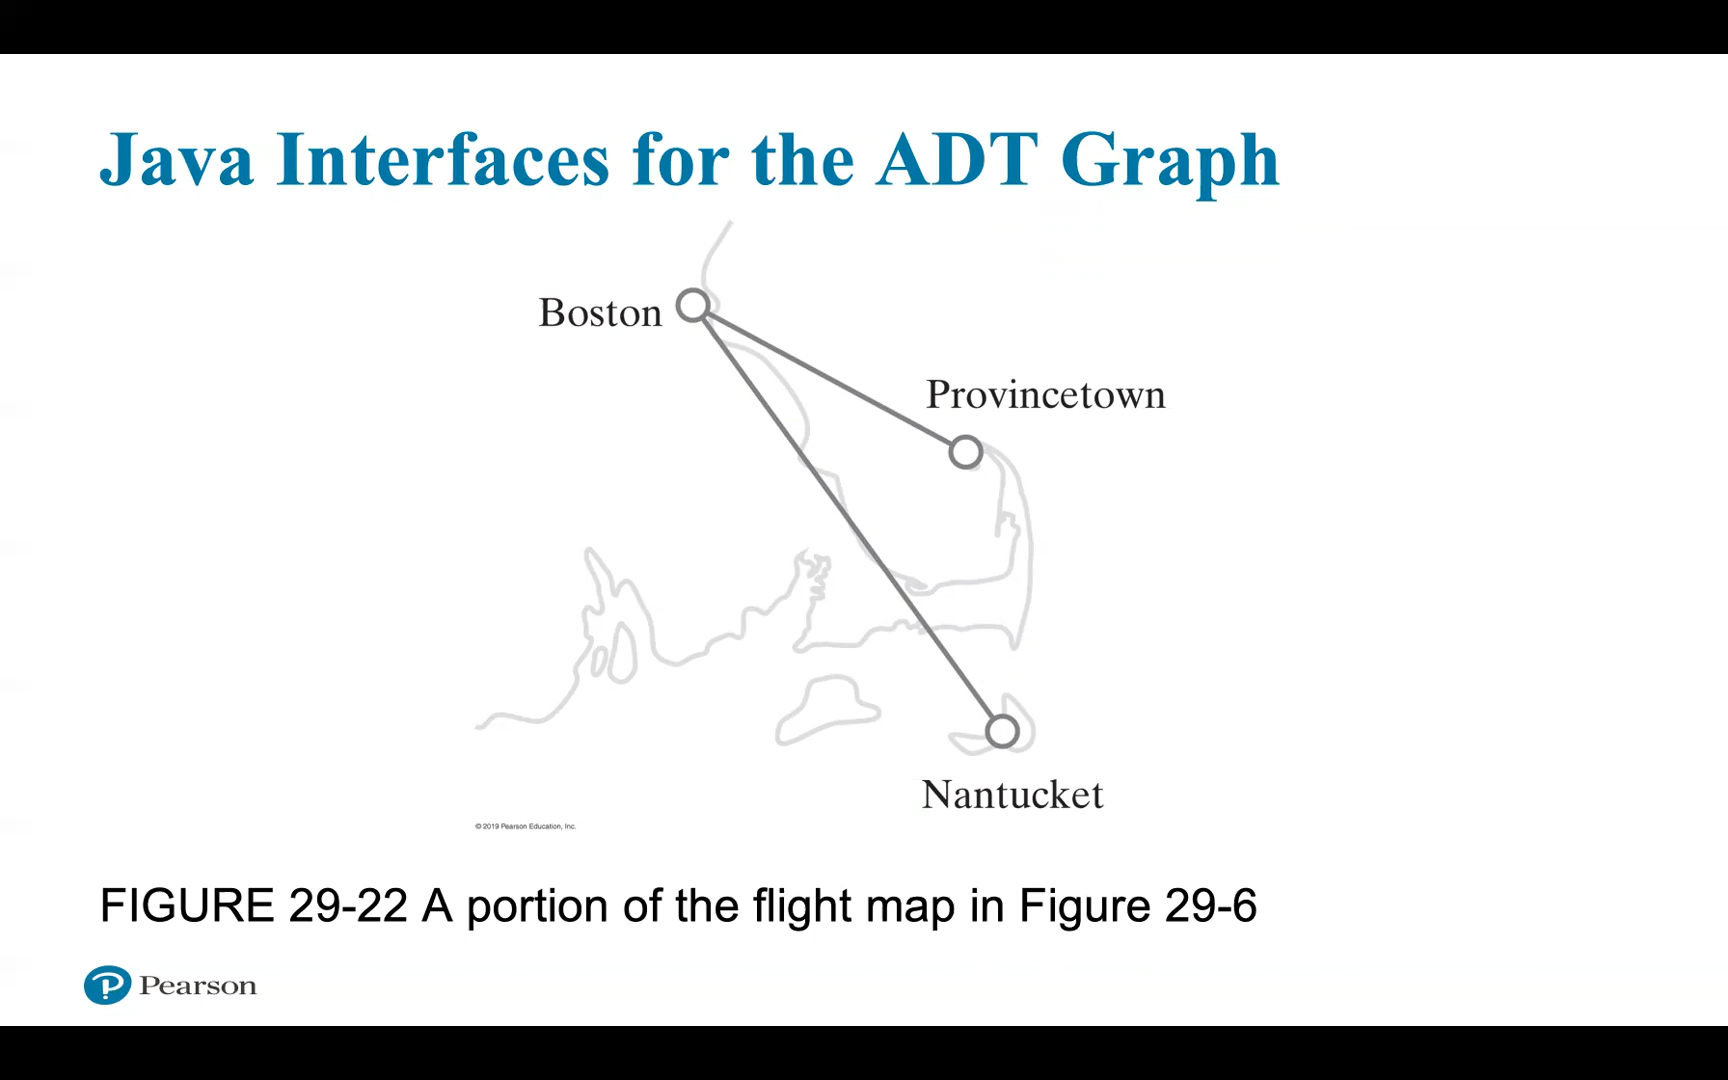 Java Interfaces for the ADT Graph
Boston
Provincetown
Nantucket
© 2019 Pearson Education, Inc.
FIGURE 29-22 A portion of the flight map in Figure 29-6
Pearson